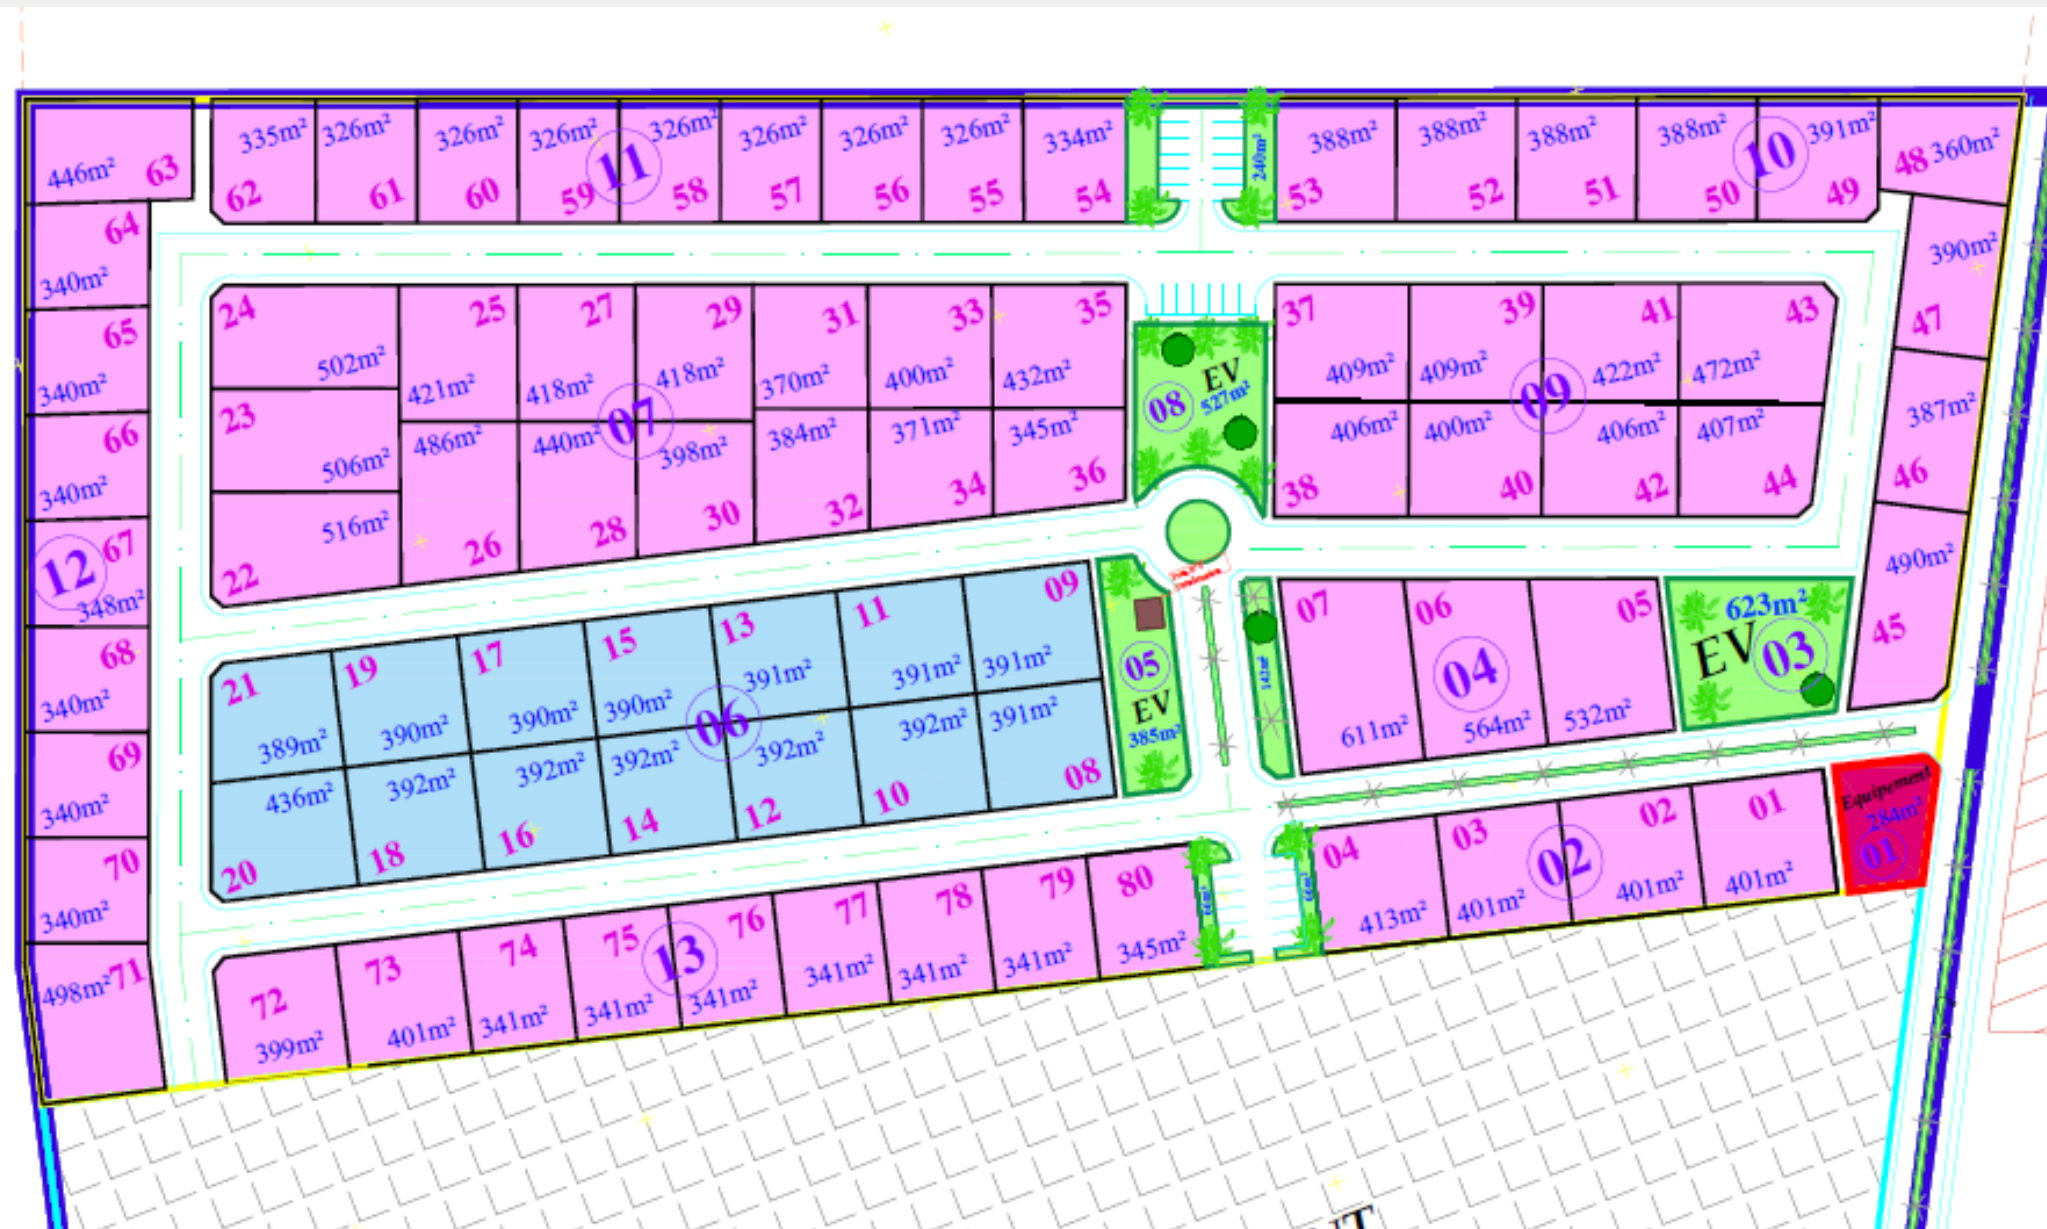 446m² 63
335m² 62
326m² 61
326m² 60
326m² 59
11
326m² 58
326m² 57
326m² 56
326m² 55
334m² 54
240m²
388m² 53
388m² 52
388m² 51
388m² 50
10
391m² 49
48 360m²
390m² 47
387m² 46
490m² 45
64 340m²
65 340m²
66 340m²
12
67 348m²
68 340m²
69 340m²
70 340m²
498m² 71
24 502m²
23 506m²
516m² 22
25 421m²
27 418m²
29 418m²
31 370m²
33 400m²
35 432m²
07
486m² 26
440m² 28
398m² 30
384m² 32
371m² 34
345m² 36
08 EV 527m²
37 409m²
39 409m²
41 422m²
43 472m²
09
406m² 38
400m² 40
406m² 42
407m² 44
21 389m²
19 390m²
17 390m²
15 390m²
13 391m²
11 391m²
09 391m²
06
436m² 20
392m² 18
392m² 16
392m² 14
392m² 12
392m² 10
391m² 08
05
EV
385m²
142m²
07 611m²
06 564m²
05 532m²
04
623m²
EV 03
72 399m²
73 401m²
74 341m²
75 341m²
13
76 341m²
77 341m²
78 341m²
79 341m²
80 345m²
04 413m²
03 401m²
02
02 401m²
01 401m²
Equipement
284m²
01